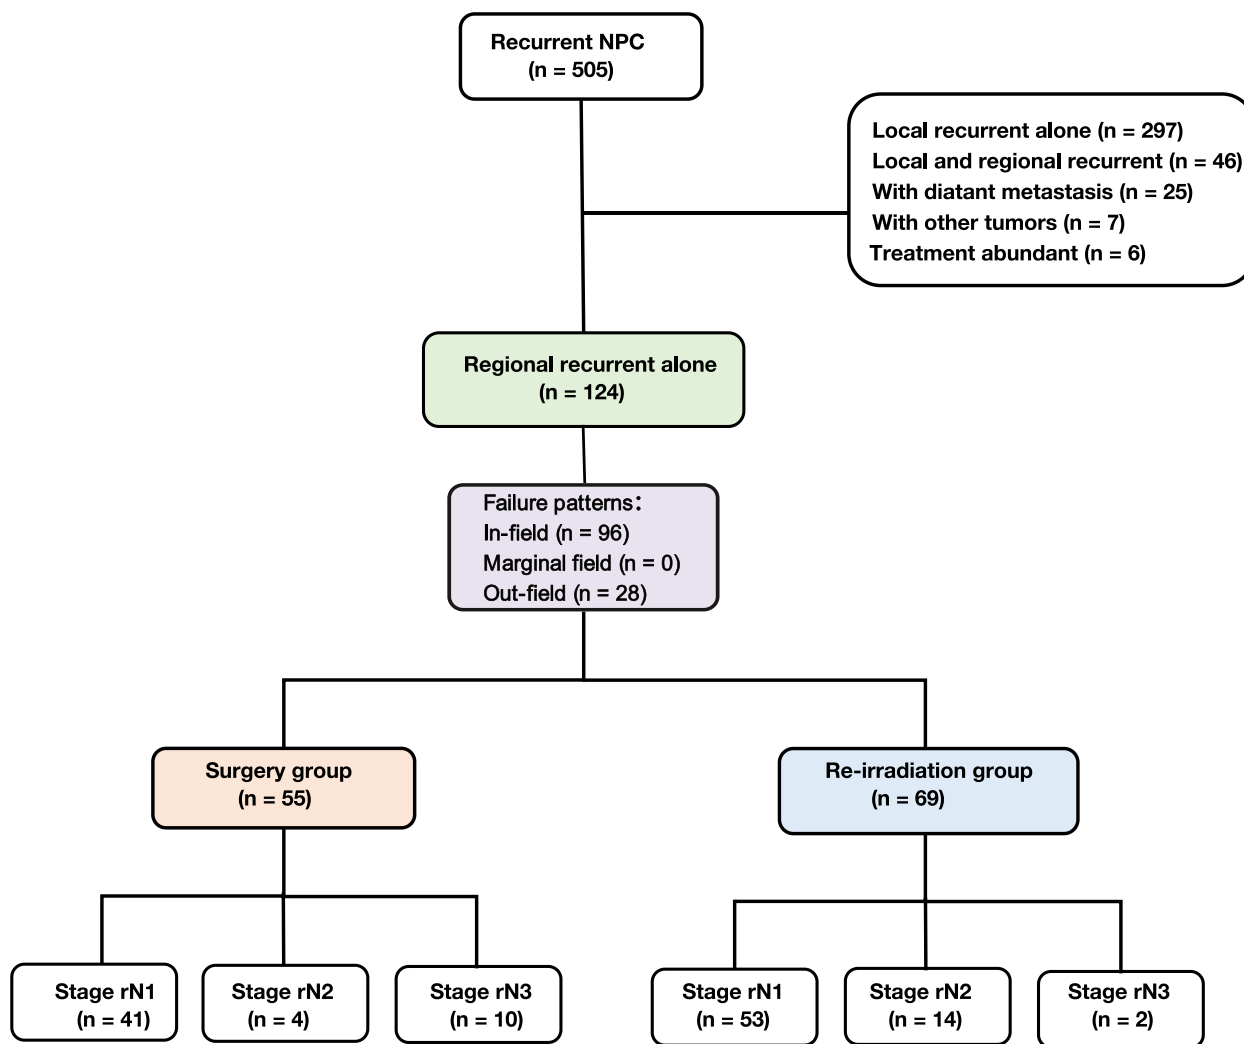 Recurrent NPC
(n = 505)
Local recurrent alone (n = 297)
Local and regional recurrent (n = 46)
With diatant metastasis (n = 25)
With other tumors (n = 7)
Treatment abundant (n = 6)
Regional recurrent alone
(n = 124)
Failure patterns:
In-field (n = 96)
Marginal field (n = 0)
Out-field (n = 28)
Surgery group
(n = 55)
Re-irradiation group
(n = 69)
Stage rN1
(n = 41)
Stage rN2
(n = 4)
Stage rN3
(n = 10)
Stage rN1
(n = 53)
Stage rN2
(n = 14)
Stage rN3
(n = 2)